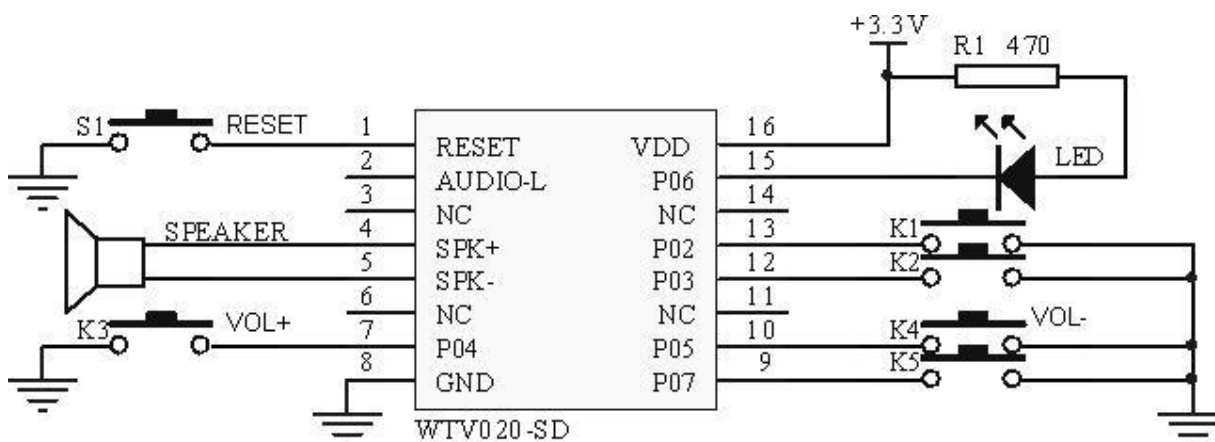 +3.3V
R1 470
S1 RESET
LED
1 RESET
2 AUDIO-L
3 NC
SPEAKER
4 SPK+
5 SPK-
6 NC
K3 VOL+
7 P04
8 GND
VDD 16
P06 15
NC 14
P02 13
K1
P03 12
K2
NC 11
P05 10
K4 VOL-
P07 9
K5
WTV020-SD